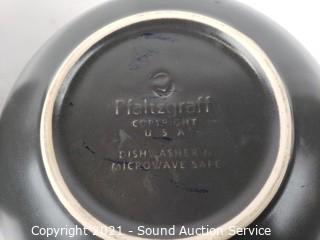 Pfaltzgraff
COPYRIGHT
U S A
DISHWASHER &
MICROWAVE SAFE
Copyright 2021 - Sound Auction Service